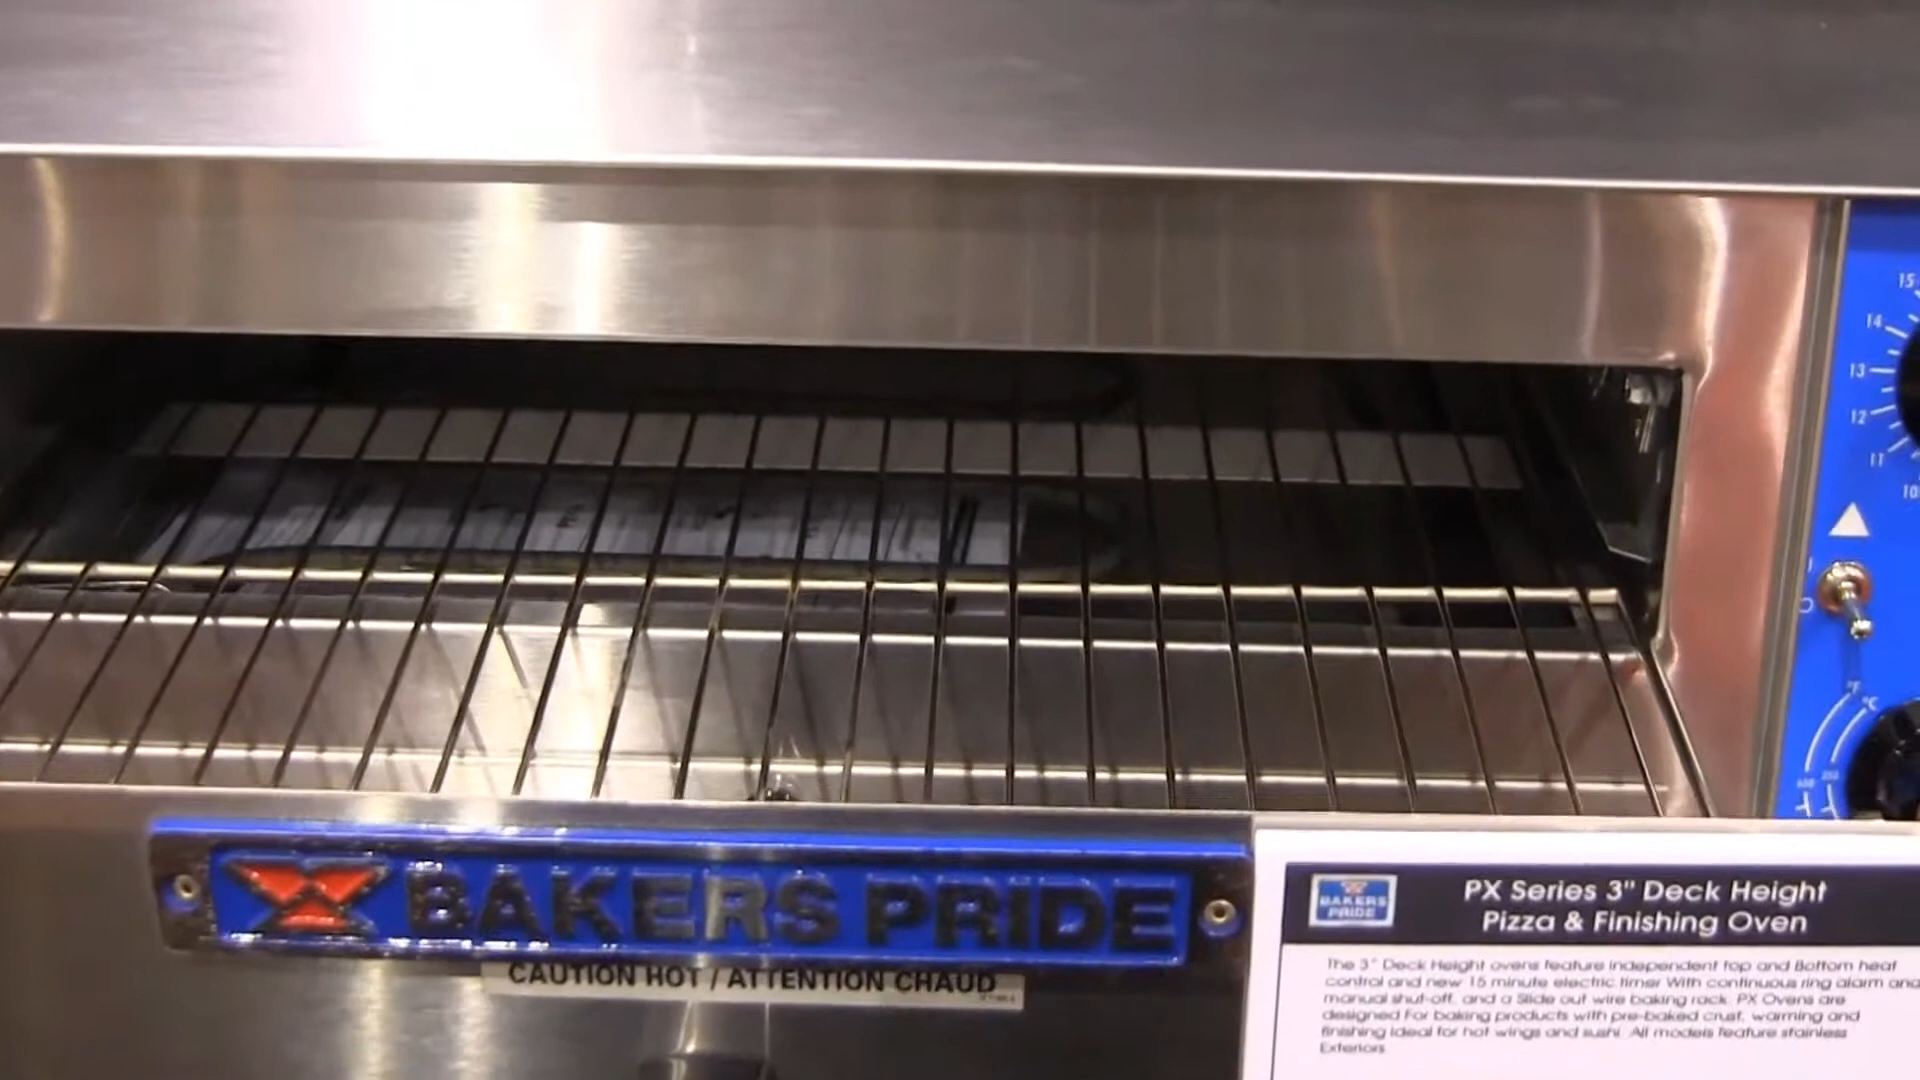 15
14
13
12
11
10
°F °C
BAKERS PRIDE
CAUTION HOT / ATTENTION CHAUD
BAKERS
PRIDE
PX Series 3" Deck Height
Pizza & Finishing Oven
The 3" Deck Height ovens feature independent top and Bottom heat
control and new 15 minute electric timer With continuous ring alarm and
manual shut-off, and a Slide out wire baking rack. PX Ovens are
designed For baking products with pre-baked crust, warming and
finishing Ideal for hot wings and sushi. All models feature stainless
Exteriors